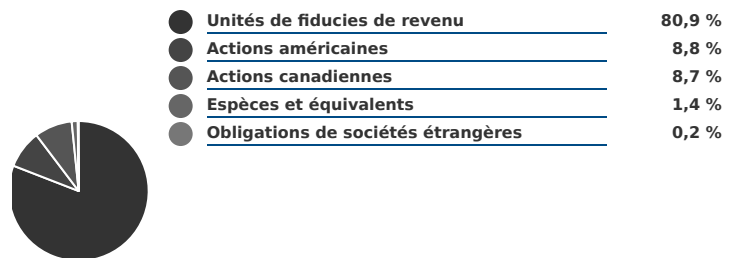 Unités de fiducies de revenu 80,9 %
Actions américaines 8,8 %
Actions canadiennes 8,7 %
Espèces et équivalents 1,4 %
Obligations de sociétés étrangères 0,2 %